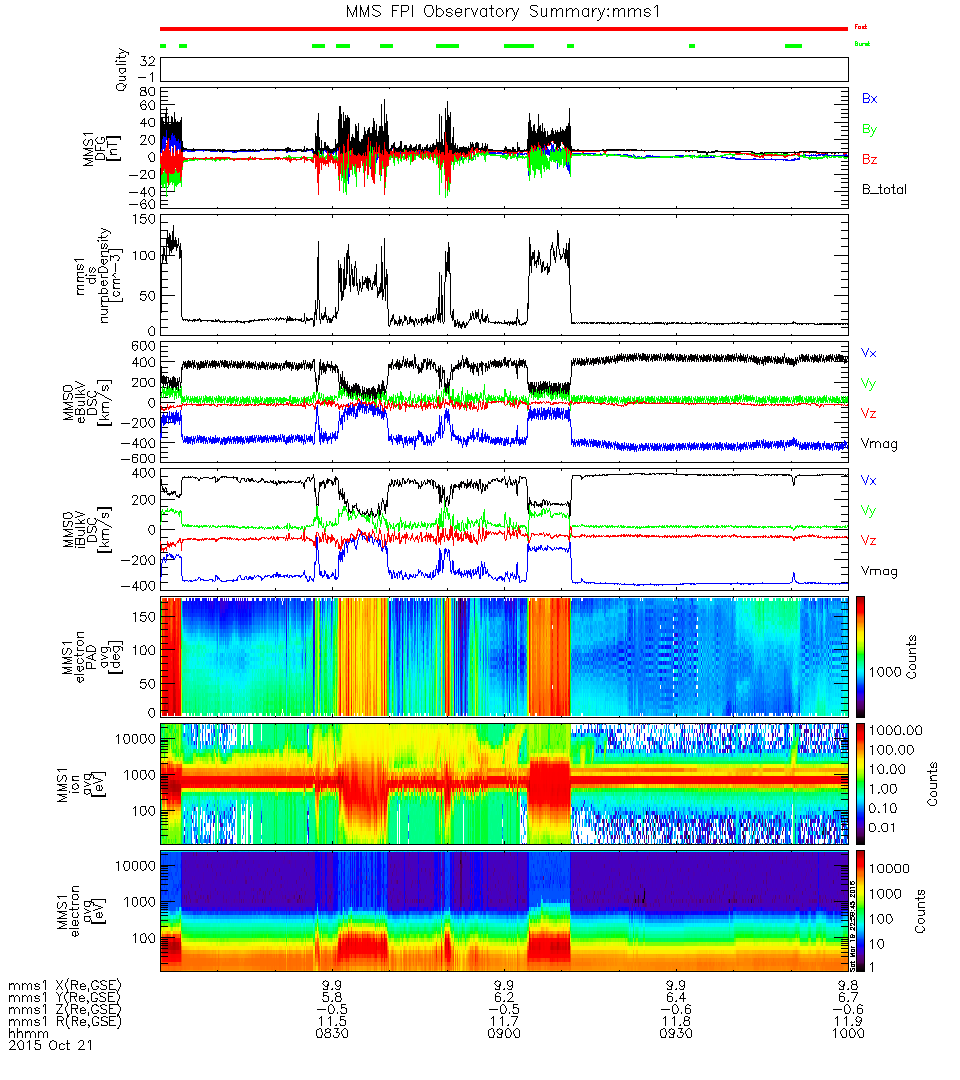 MMS FPI Observatory Summary:mms1
Fast
Burst
Quality
32
-1
MMS1
DFG
[nT]
80
60
40
20
0
-20
-40
-60
Bx
By
Bz
B_total
mms1
dis
numberDensity
[cm^-3]
150
100
50
0
MMS0
eBulkV
DSC
[km/s]
600
400
200
0
-200
-400
-600
Vx
Vy
Vz
Vmag
MMS0
iBulkV
DSC
[km/s]
400
200
0
-200
-400
Vx
Vy
Vz
Vmag
MMS1
electron
PAD
avg
[deg]
150
100
50
0
1000
Counts
MMS1
ion
avg
[eV]
10000
1000
100
1000.00
100.00
10.00
1.00
0.10
0.01
Counts
MMS1
electron
avg
[eV]
10000
1000
100
10000
1000
100
10
1
Counts
mms1 X(Re,GSE) 9.9 9.9 9.9 9.8
mms1 Y(Re,GSE) 5.8 6.2 6.4 6.7
mms1 Z(Re,GSE) -0.5 -0.5 -0.6 -0.6
mms1 R(Re,GSE) 11.5 11.7 11.8 11.9
hhmm 0830 0900 0930 1000
2015 Oct 21